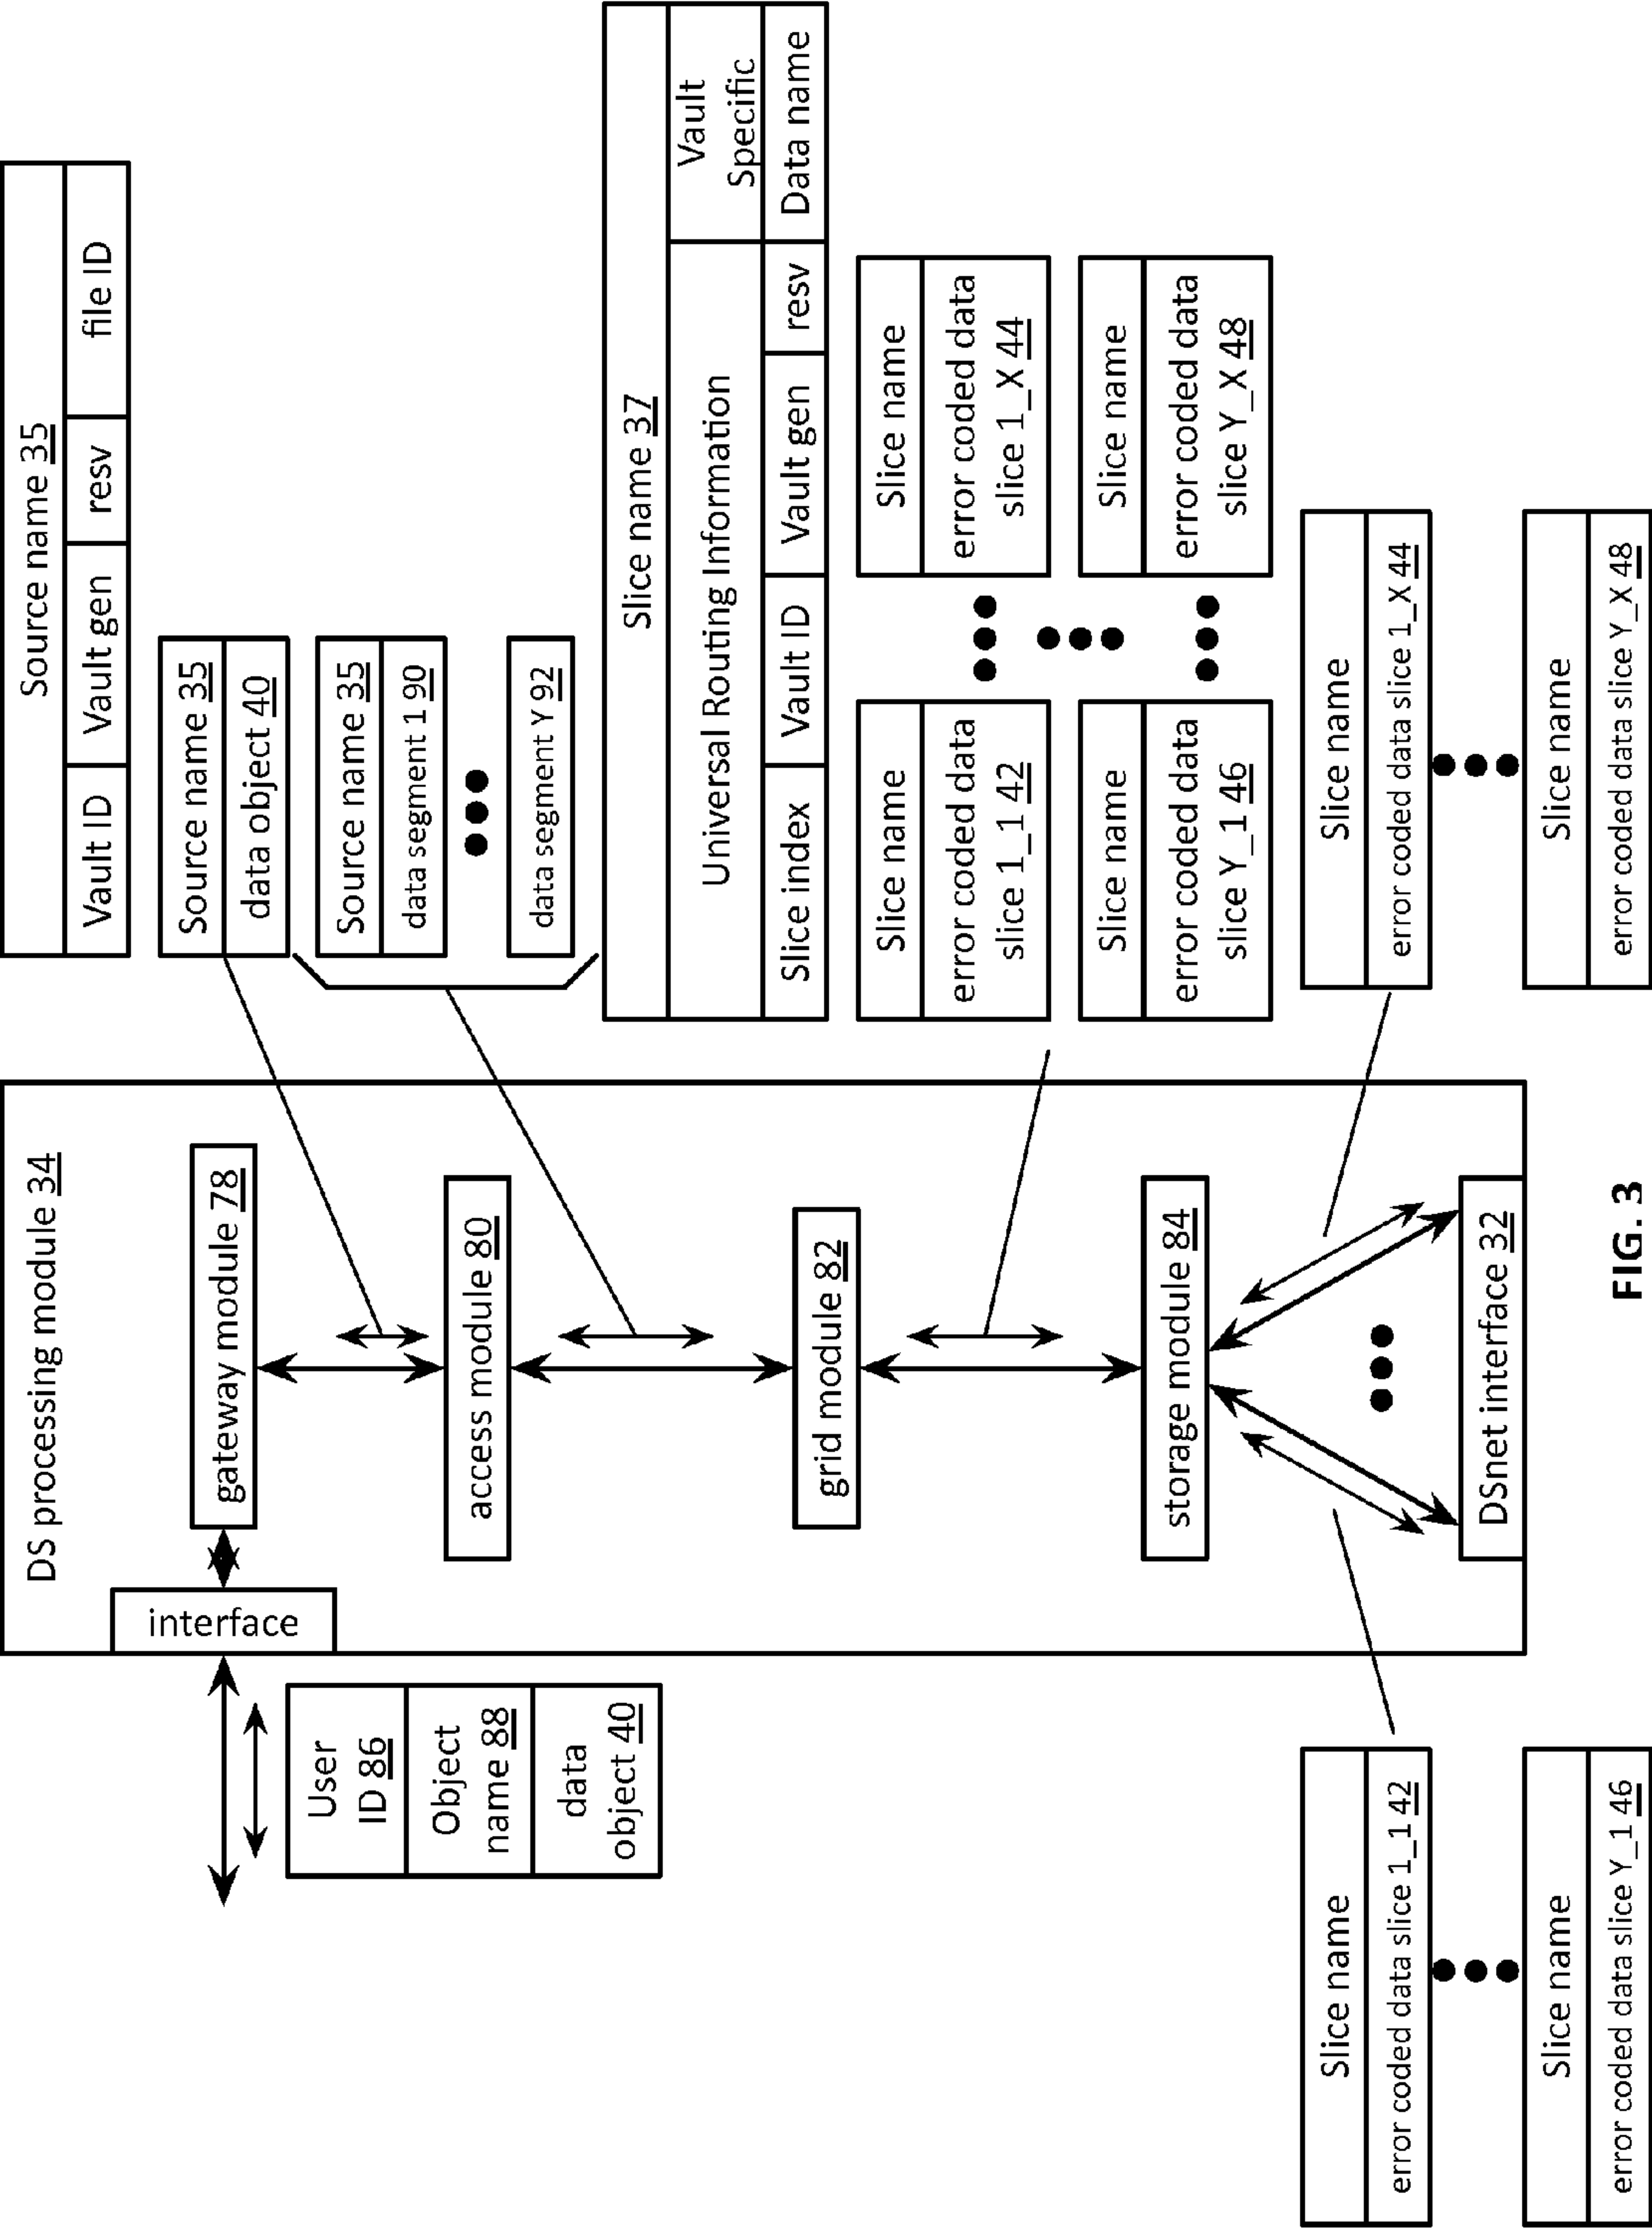 DS processing module 34
interface
gateway module 78
access module 80
grid module 82
storage module 84
DSnet interface 32
User
ID 86
Object
name 88
data
object 40
Source name 35
Vault ID
Vault gen
resv
file ID
Source name 35
data object 40
Source name 35
data segment 1 90
data segment Y 92
Slice name 37
Universal Routing Information
Vault
Specific
Slice index
Vault ID
Vault gen
resv
Data name
Slice name
error coded data
slice 1_1 42
Slice name
error coded data
slice 1_X 44
Slice name
error coded data
slice Y_1 46
Slice name
error coded data
slice Y_X 48
Slice name
error coded data slice 1_1 42
Slice name
error coded data slice Y_1 46
Slice name
error coded data slice 1_X 44
Slice name
error coded data slice Y_X 48
FIG. 3